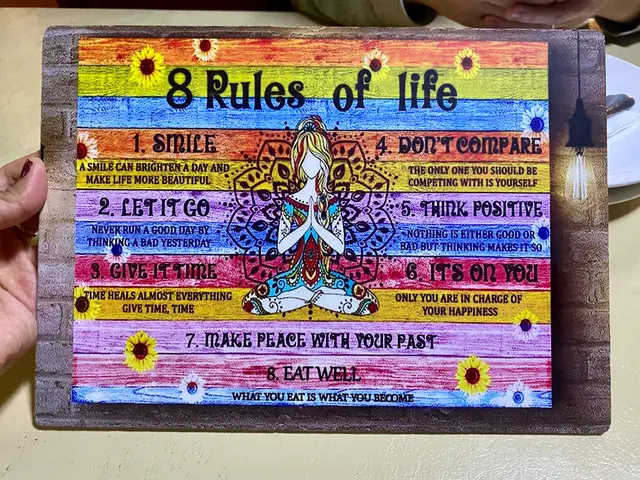 8 Rules of life
1. SMILE
A SMILE CAN BRIGHTEN A DAY AND
MAKE LIFE MORE BEAUTIFUL
2. LET IT GO
NEVER RUN A GOOD DAY BY
THINKING A BAD YESTERDAY
3. GIVE IT TIME
TIME HEALS ALMOST EVERYTHING
GIVE TIME, TIME
4. DON'T COMPARE
THE ONLY ONE YOU SHOULD BE
COMPETING WITH IS YOURSELF
5. THINK POSITIVE
NOTHING IS EITHER GOOD OR
BAD BUT THINKING MAKES IT SO
6. IT'S ON YOU
ONLY YOU ARE IN CHARGE OF
YOUR HAPPINESS
7. MAKE PEACE WITH YOUR PAST
8. EAT WELL
WHAT YOU EAT IS WHAT YOU BECOME